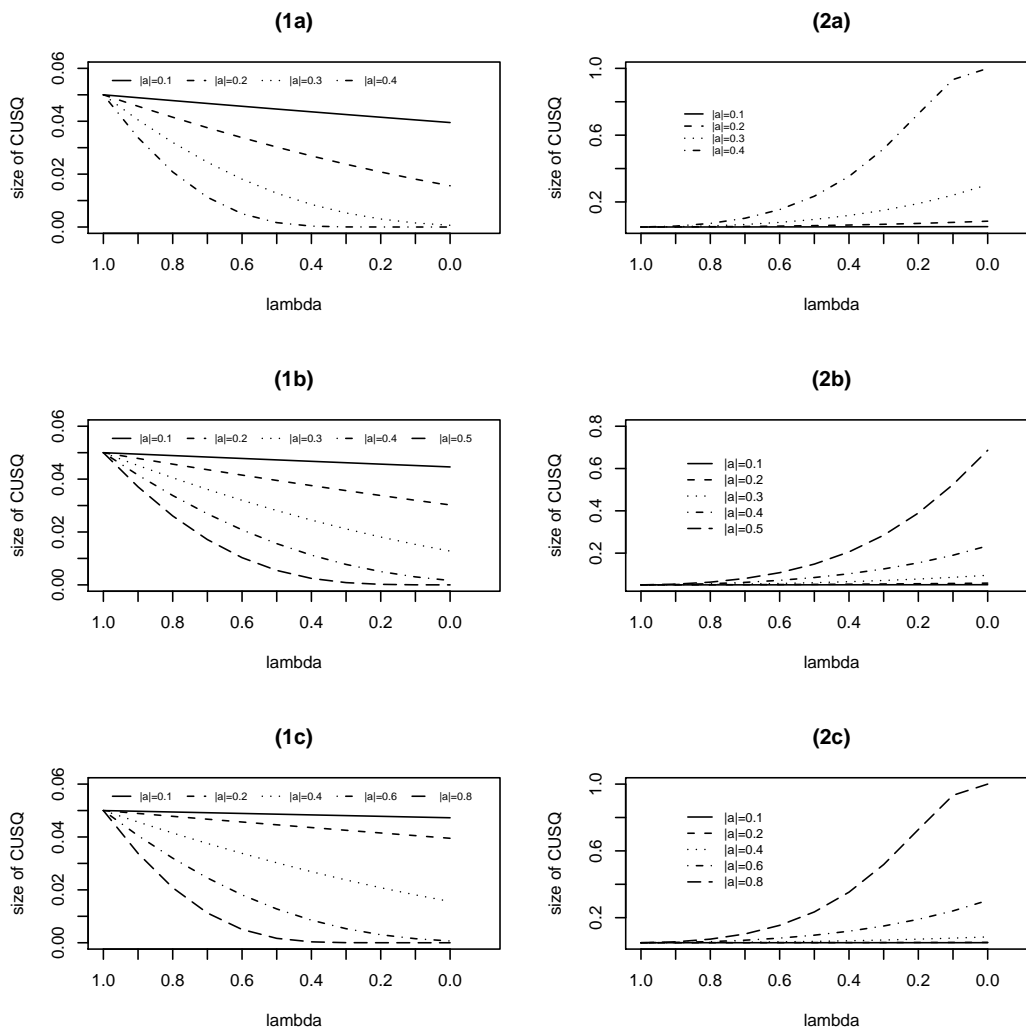 (1a)
size of CUSQ
0.00 0.02 0.04 0.06
|a|=0.1 |a|=0.2 |a|=0.3 |a|=0.4
1.0 0.8 0.6 0.4 0.2 0.0
lambda
(2a)
size of CUSQ
0.2 0.6 1.0
|a|=0.1
|a|=0.2
|a|=0.3
|a|=0.4
1.0 0.8 0.6 0.4 0.2 0.0
lambda
(1b)
size of CUSQ
0.00 0.02 0.04 0.06
|a|=0.1 |a|=0.2 |a|=0.3 |a|=0.4 |a|=0.5
1.0 0.8 0.6 0.4 0.2 0.0
lambda
(2b)
size of CUSQ
0.2 0.4 0.6 0.8
|a|=0.1
|a|=0.2
|a|=0.3
|a|=0.4
|a|=0.5
1.0 0.8 0.6 0.4 0.2 0.0
lambda
(1c)
size of CUSQ
0.00 0.02 0.04 0.06
|a|=0.1 |a|=0.2 |a|=0.4 |a|=0.6 |a|=0.8
1.0 0.8 0.6 0.4 0.2 0.0
lambda
(2c)
size of CUSQ
0.2 0.6 1.0
|a|=0.1
|a|=0.2
|a|=0.4
|a|=0.6
|a|=0.8
1.0 0.8 0.6 0.4 0.2 0.0
lambda